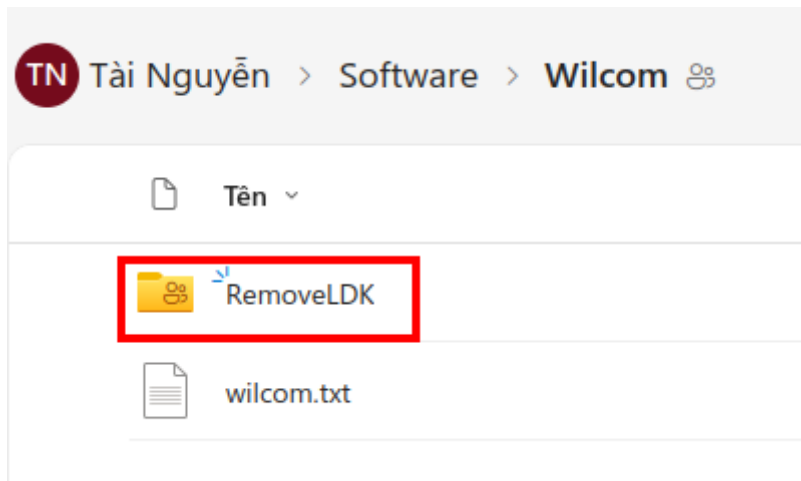 TN Tài Nguyễn > Software > Wilcom
Tên
RemoveLDK
wilcom.txt